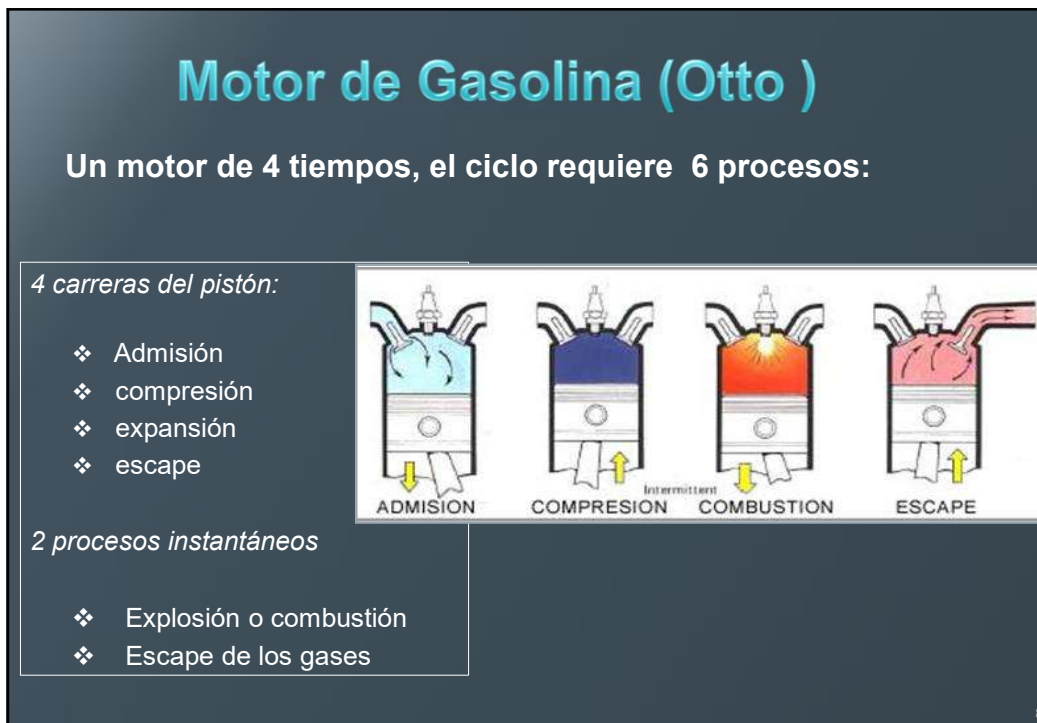 Motor de Gasolina (Otto )
Un motor de 4 tiempos, el ciclo requiere 6 procesos:
4 carreras del pistón:
❖ Admisión
❖ compresión
❖ expansión
❖ escape
2 procesos instantáneos
❖ Explosión o combustión
❖ Escape de los gases
Intermittent
ADMISION COMPRESION COMBUSTION ESCAPE